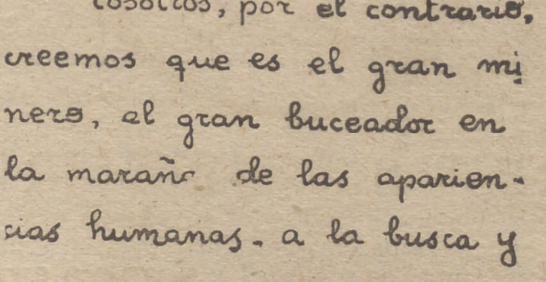 por el contrario,
creemos que es el gran mi
nero, el gran buceador en
la maraña de las aparien-
cias humanas. a la busca y